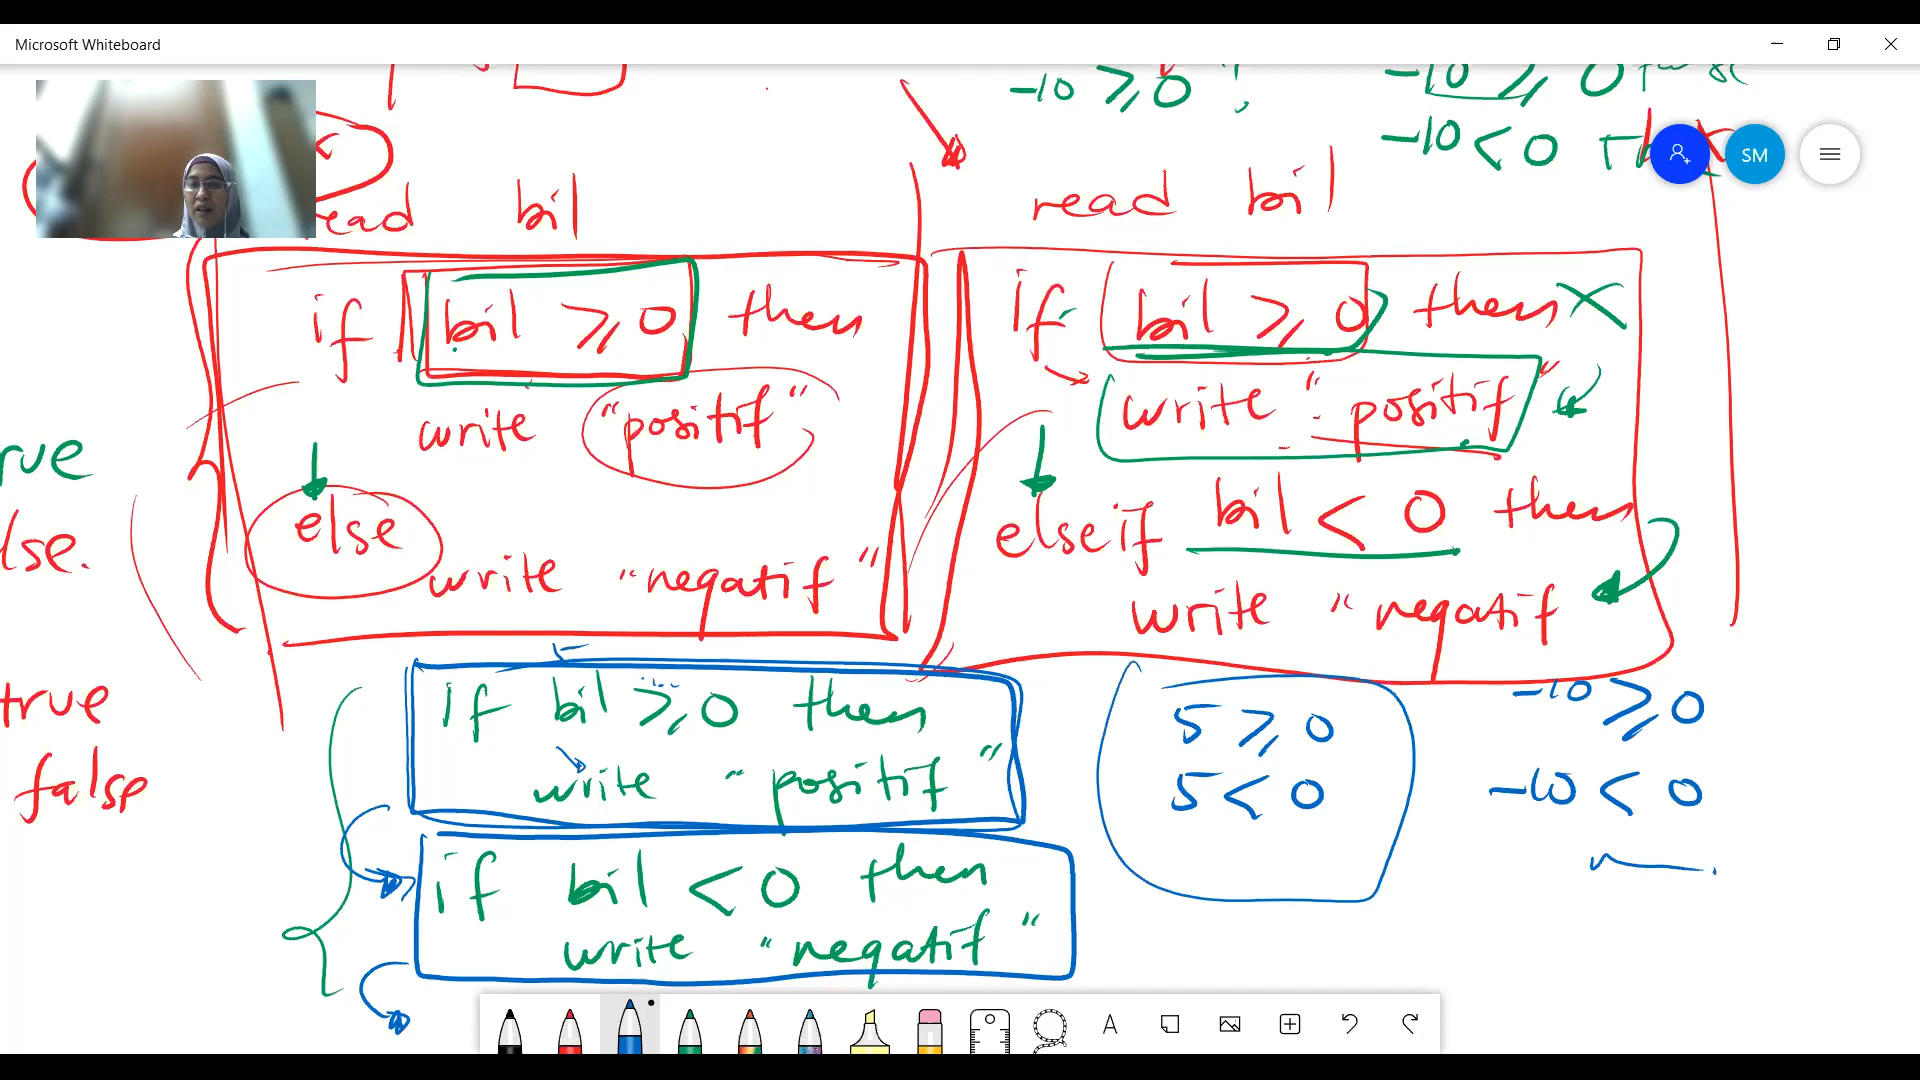 Microsoft Whiteboard
-10 ⩾ 0 ?
-10 ⩾ 0
-10 < 0
SM
read bil
if bil ⩾ 0 then
write "positif"
else
write "negatif"
read bil
if bil ⩾ 0 then
write "positif"
elseif bil < 0 then
write "negatif
true
false
if bil ⩾ 0 then
write "positif"
if bil < 0 then
write "negatif"
5 ⩾ 0
5 < 0
-10 ⩾ 0
-10 < 0
A